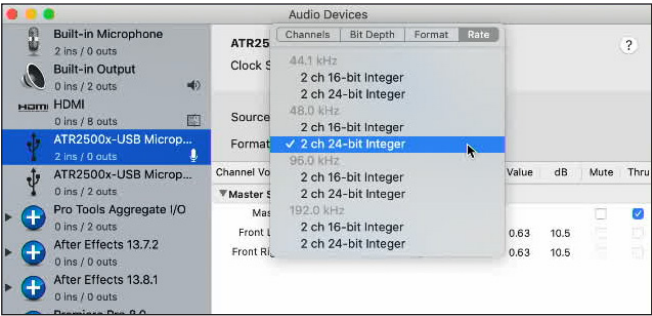 Audio Devices
Built-in Microphone
2 ins / 0 outs
Built-in Output
0 ins / 2 outs
HDMI
HDMI
0 ins / 8 outs
ATR2500x-USB Microp...
2 ins / 0 outs
ATR2500x-USB Microp...
0 ins / 2 outs
Pro Tools Aggregate I/O
0 ins / 2 outs
After Effects 13.7.2
0 ins / 0 outs
After Effects 13.8.1
0 ins / 0 outs
ATR25
?
Clock S
Source
Format
Channels Bit Depth Format Rate
44.1 kHz
2 ch 16-bit Integer
2 ch 24-bit Integer
48.0 kHz
2 ch 16-bit Integer
✓ 2 ch 24-bit Integer
96.0 kHz
2 ch 16-bit Integer
2 ch 24-bit Integer
192.0 kHz
2 ch 16-bit Integer
2 ch 24-bit Integer
Channel Vo Value dB Mute Thru
Master S
Mas
Front L 0.63 10.5
Front Ri 0.63 10.5